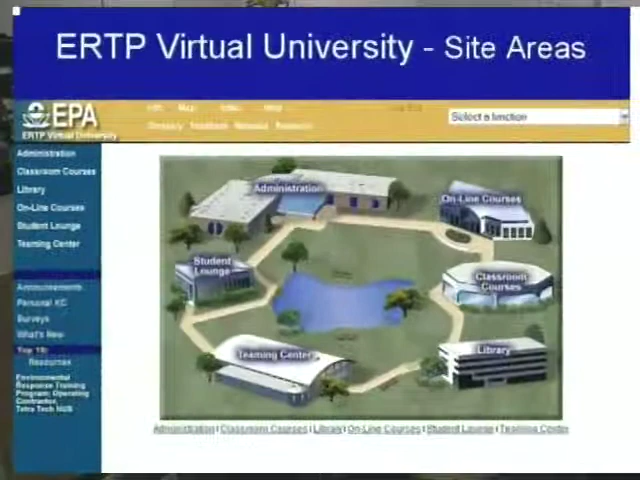 ERTP Virtual University - Site Areas
EPA
ERTP Virtual University
Select a function
Administration
Classroom Courses
Library
On-Line Courses
Student Lounge
Teaming Center
Announcements
Personal KC
Surveys
What's New
Top 10:
Resources
Environmental
Response Training
Program: Operating
Contractor,
Tetra Tech NUS
Administration
On-Line Courses
Student
Lounge
Classroom
Courses
Teaming Center
Library
Administration | Classroom Courses | Library | On-Line Courses | Student Lounge | Teaming Center